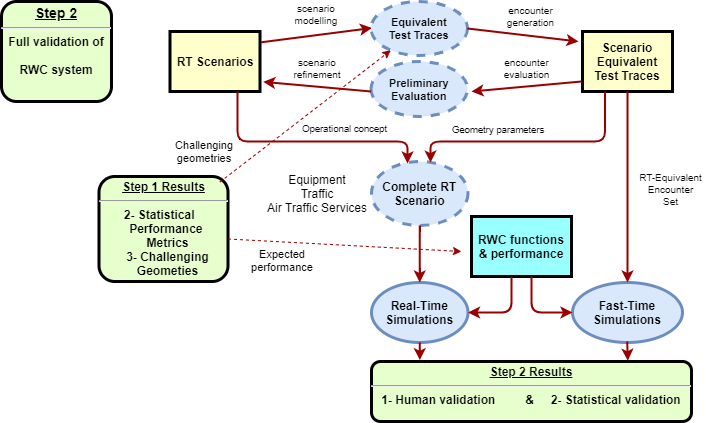 Step 2
Full validation of
RWC system
scenario
modelling
Equivalent
Test Traces
encounter
generation
RT Scenarios
Scenario
Equivalent
Test Traces
scenario
refinement
Preliminary
Evaluation
encounter
evaluation
Operational concept
Geometry parameters
Challenging
geometries
Step 1 Results
2- Statistical
Performance
Metrics
3- Challenging
Geometies
Equipment
Traffic
Air Traffic Services
Complete RT
Scenario
RT-Equivalent
Encounter
Set
Expected
performance
RWC functions
& performance
Real-Time
Simulations
Fast-Time
Simulations
Step 2 Results
1- Human validation & 2- Statistical validation